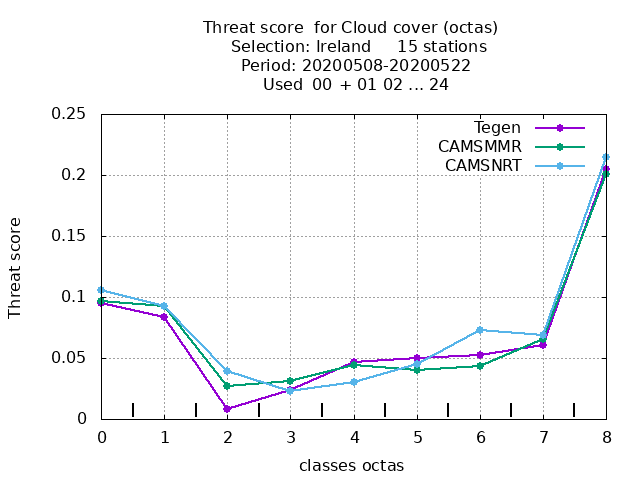 Threat score  for Cloud cover (octas)
Selection: Ireland     15 stations
Period: 20200508-20200522
Used  00 + 01 02 ... 24
Tegen
CAMSMMR
CAMSNRT
0.25
0.2
0.15
0.1
0.05
0
Threat score
0 1 2 3 4 5 6 7 8
classes octas